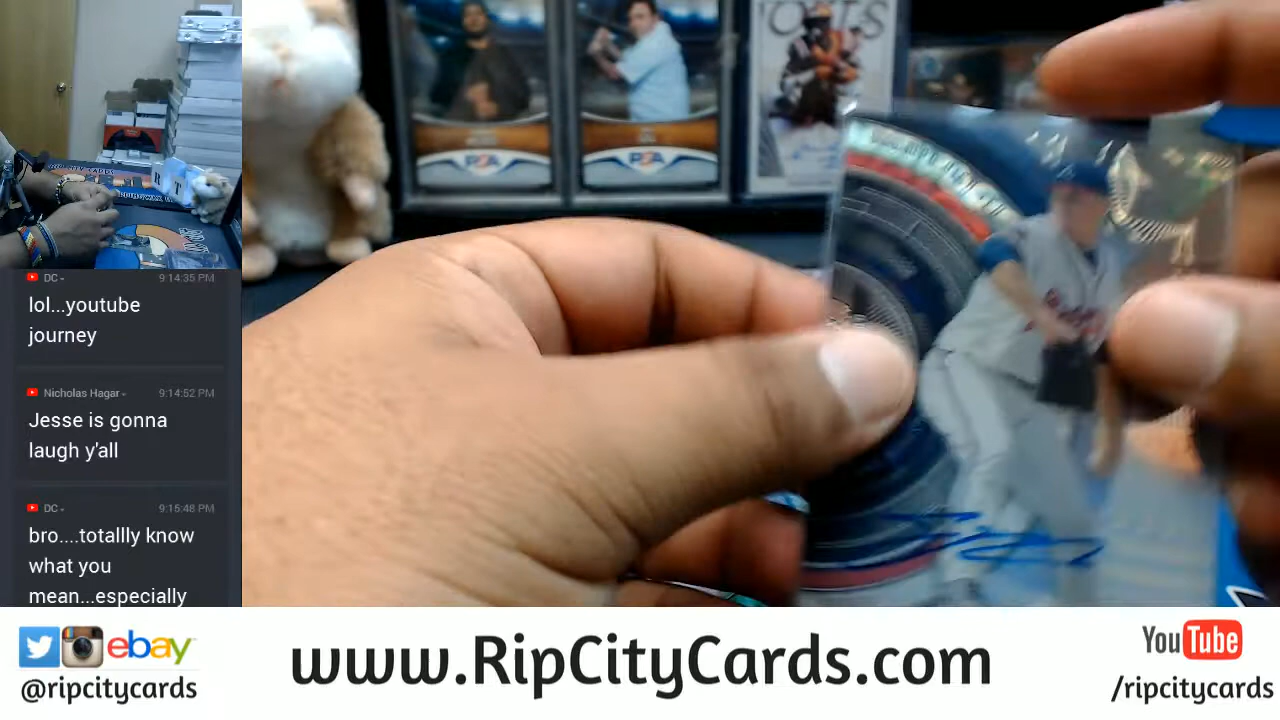 DC
9:14:35 PM
lol...youtube
journey
Nicholas Hagar
9:14:52 PM
Jesse is gonna
laugh y'all
DC
9:15:48 PM
bro....totallly know
what you
mean...especially
ebay
@ripcitycards
www.RipCityCards.com
YouTube
/ripcitycards